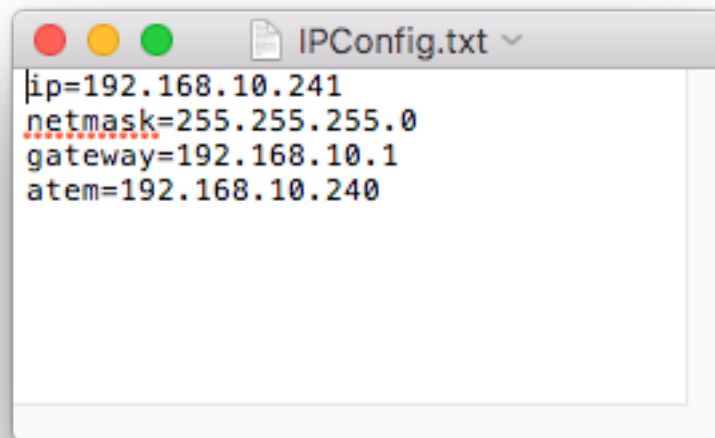 IPConfig.txt
ip=192.168.10.241
netmask=255.255.255.0
gateway=192.168.10.1
atem=192.168.10.240